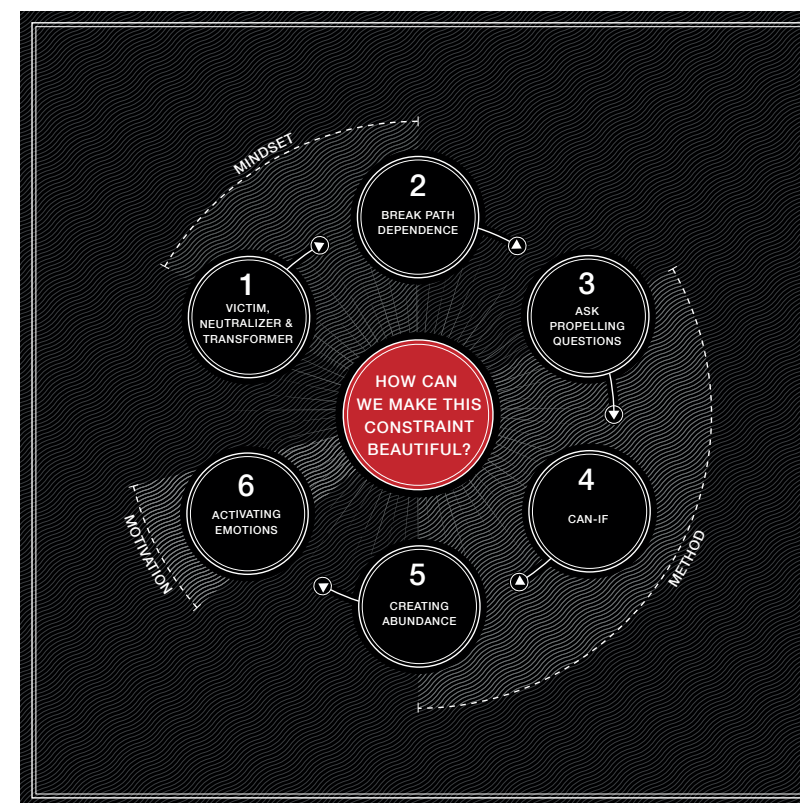 MINDSET
2
BREAK PATH
DEPENDENCE
1
VICTIM,
NEUTRALIZER &
TRANSFORMER
3
ASK
PROPELLING
QUESTIONS
HOW CAN
WE MAKE THIS
CONSTRAINT
BEAUTIFUL?
6
ACTIVATING
EMOTIONS
4
CAN-IF
MOTIVATION
5
CREATING
ABUNDANCE
METHOD